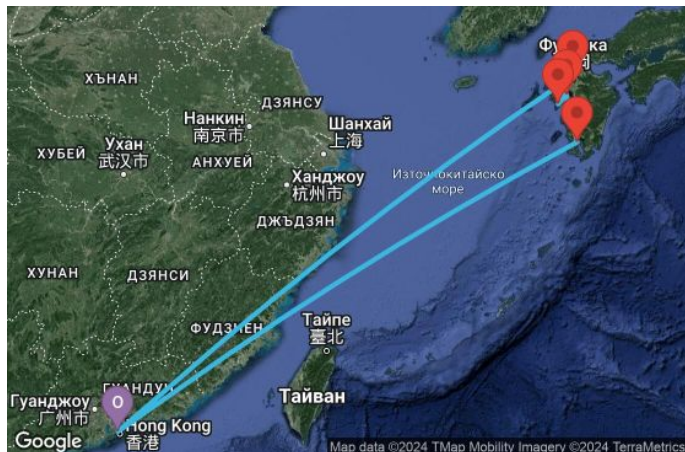 ХЪНАН
ДЗЯНСУ
Нанкин
南京市
Шанхай
上海
Ухан
武汉市
ХУБЕЙ
АНХУЕЙ
Ханджоу
杭州市
Източнокитайско
море
ДЖЪДЗЯН
ХУНАН
ДЗЯНСИ
ФУДЗИЕН
Тайпе
臺北
ГУАНДУН
Тайван
Гуанджоу
广州市
O
Hong Kong
香港
Google
Map data ©2024 TMap Mobility Imagery ©2024 TerraMetrics